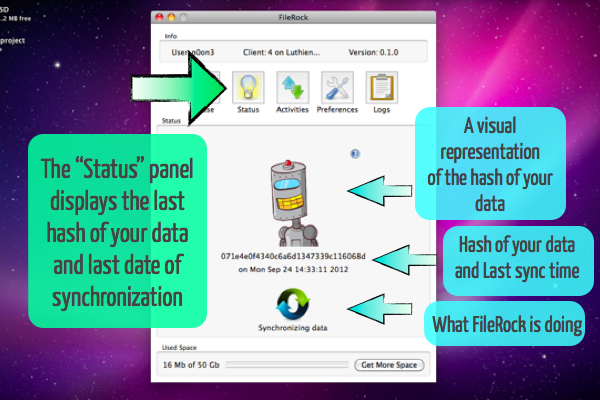 SD
.2 MB free
project
FileRock
Info
User: n0on3 Client: 4 on Luthien... Version: 0.1.0
Status Activities Preferences Logs
Status
The “Status” panel
displays the last
hash of your data
and last date of
synchronization
A visual
representation
of the hash of your
data
071e4e0f4340c6a6d1347339c116068d
on Mon Sep 24 14:33:11 2012
Hash of your data
and Last sync time
Synchronizing data
What FileRock is doing
Used Space
16 Mb of 50 Gb Get More Space